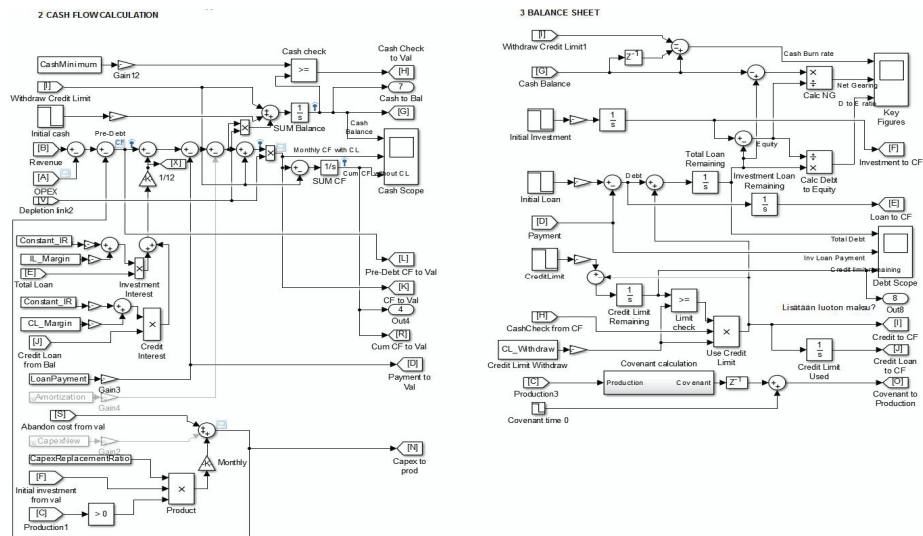 2 CASH FLOWCALCULATION
CashMinimum
Gain12
Cash check
>=
Cash Check
to Val
[H]
7
Cash to Bal
[G]
[I]
Withdraw Credit Limit
Initial cash
1
s
SUM Balance
Cash
Balance
Pre-Debt
CF
[B]
Revenue
[A]
OPEX
[V]
Depletion link2
[X]
1/12
K
Monthly CF with CL
1/s
SUM CF
Cum CF without CL
Cash Scope
Constant_IR
IL_Margin
[E]
Total Loan
Investment
Interest
Constant_IR
CL_Margin
[J]
Credit Loan
from Bal
Credit
Interest
[L]
Pre-Debt CF to Val
[K]
CF to Val
4
Out4
[R]
Cum CF to Val
LoanPayment
Gain3
[D]
Payment to
Val
Amortization
Gain4
[S]
Abandon cost from val
CapexNew
Gain2
CapexReplacementRatio
[F]
Initial investment
from val
[C]
Production1
> 0
Product
Monthly
[N]
Capex to
prod
3 BALANCE SHEET
[I]
Withdraw Credit Limit1
[G]
Cash Balance
Z-1
Cash Burn rate
Calc NG
Net Gearing
D to E ratio
Key
Figures
Initial Investment
1
s
Equity
[F]
Investment to CF
Total Loan
Remaining
Investment Loan
Remaining
Calc Debt
to Equity
Initial Loan
Debt
1
s
1
s
[E]
Loan to CF
[D]
Payment
Total Debt
Inv Loan Payment
Credit limit remaining
Debt Scope
CreditLimit
1
s
Credit Limit
Remaining
>=
Limit
check
8
Out8
Lisätään luoton maksu?
[H]
CashCheck from CF
CL_Withdraw
Credit Limit Withdraw
Use Credit
Limit
[I]
Credit to CF
1
s
Credit Limit
Used
[J]
Credit Loan
to CF
Covenant calculation
[C]
Production3
Production
Covenant
Z-1
[O]
Covenant to
Production
Covenant time 0